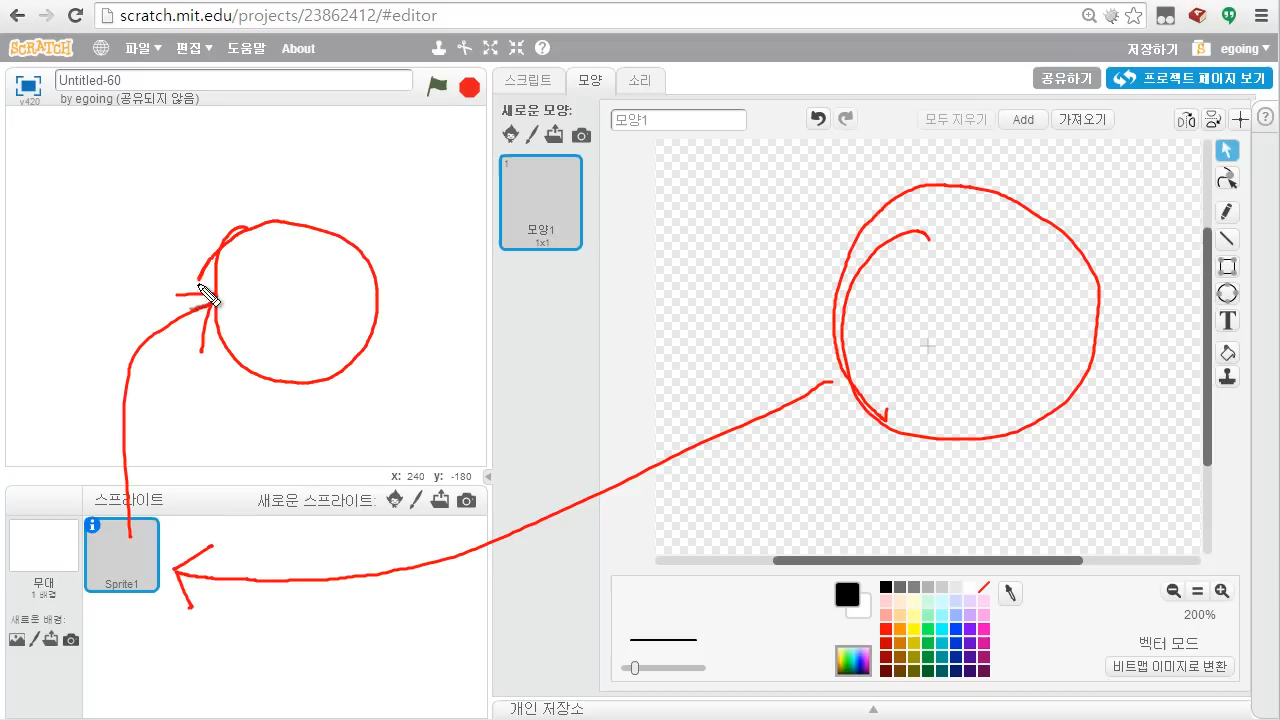 scratch.mit.edu/projects/23862412/#editor
SCRATCH 파일 편집 도움말 About 저장하기 S egoing
v420 Untitled-60
by egoing (공유되지 않음)
스크립트 모양 소리 공유하기 프로젝트 페이지 보기
새로운 모양:
모양1 모두 지우기 Add 가져오기
1
모양1
1x1
T
x: 240 y: -180
스프라이트 새로운 스프라이트:
무대
1 배경
Sprite1
새로운 배경:
200%
벡터 모드
비트맵 이미지로 변환
개인 저장소